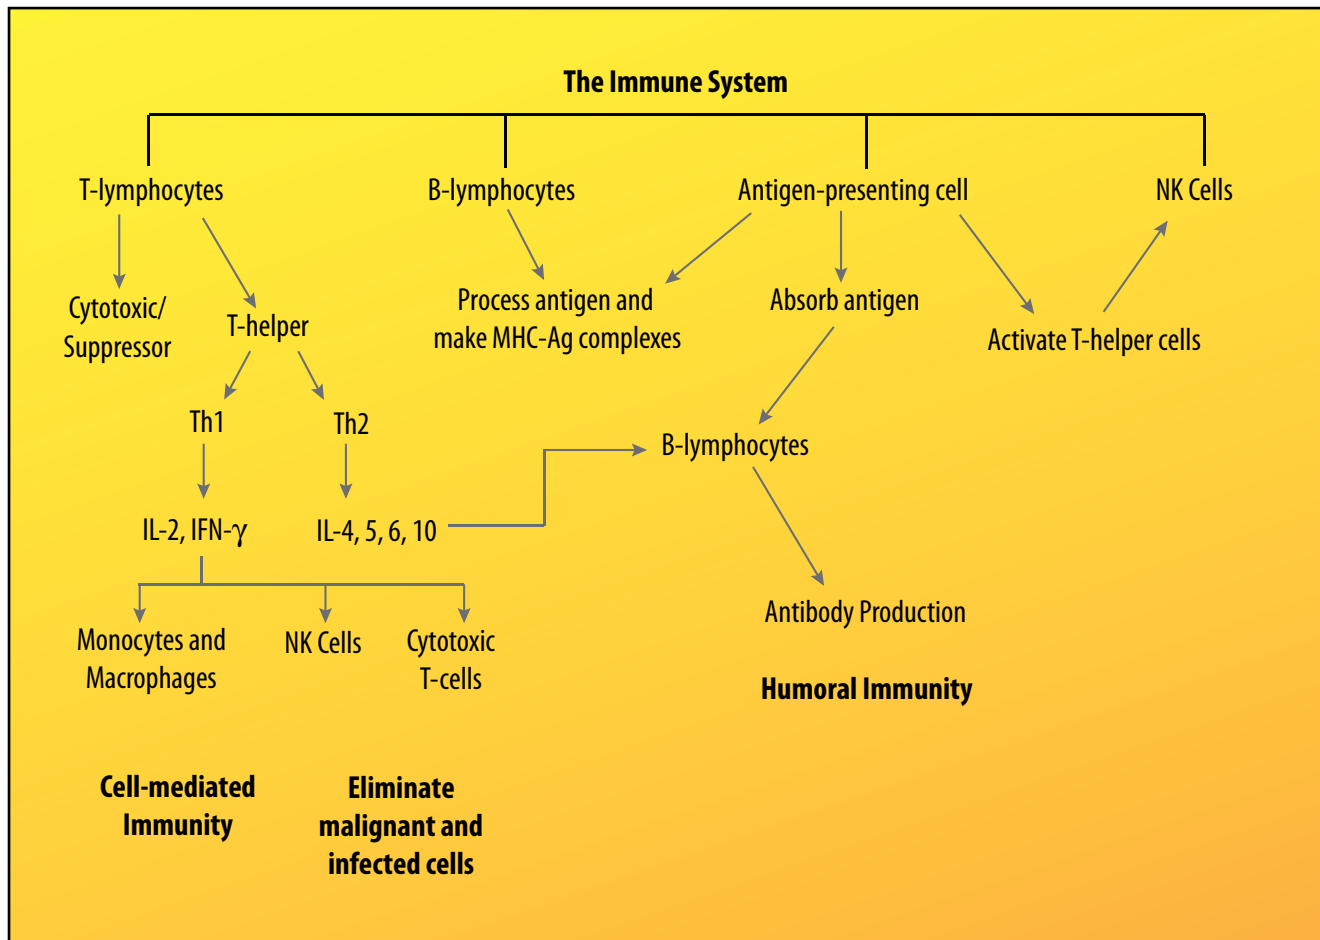 The Immune System
T-lymphocytes
B-lymphocytes
Antigen-presenting cell
NK Cells
Cytotoxic/
Suppressor
T-helper
Process antigen and
make MHC-Ag complexes
Absorb antigen
Activate T-helper cells
Th1
Th2
B-lymphocytes
IL-2, IFN-γ
IL-4, 5, 6, 10
Monocytes and
Macrophages
NK Cells
Cytotoxic
T-cells
Antibody Production
Humoral Immunity
Cell-mediated
Immunity
Eliminate
malignant and
infected cells